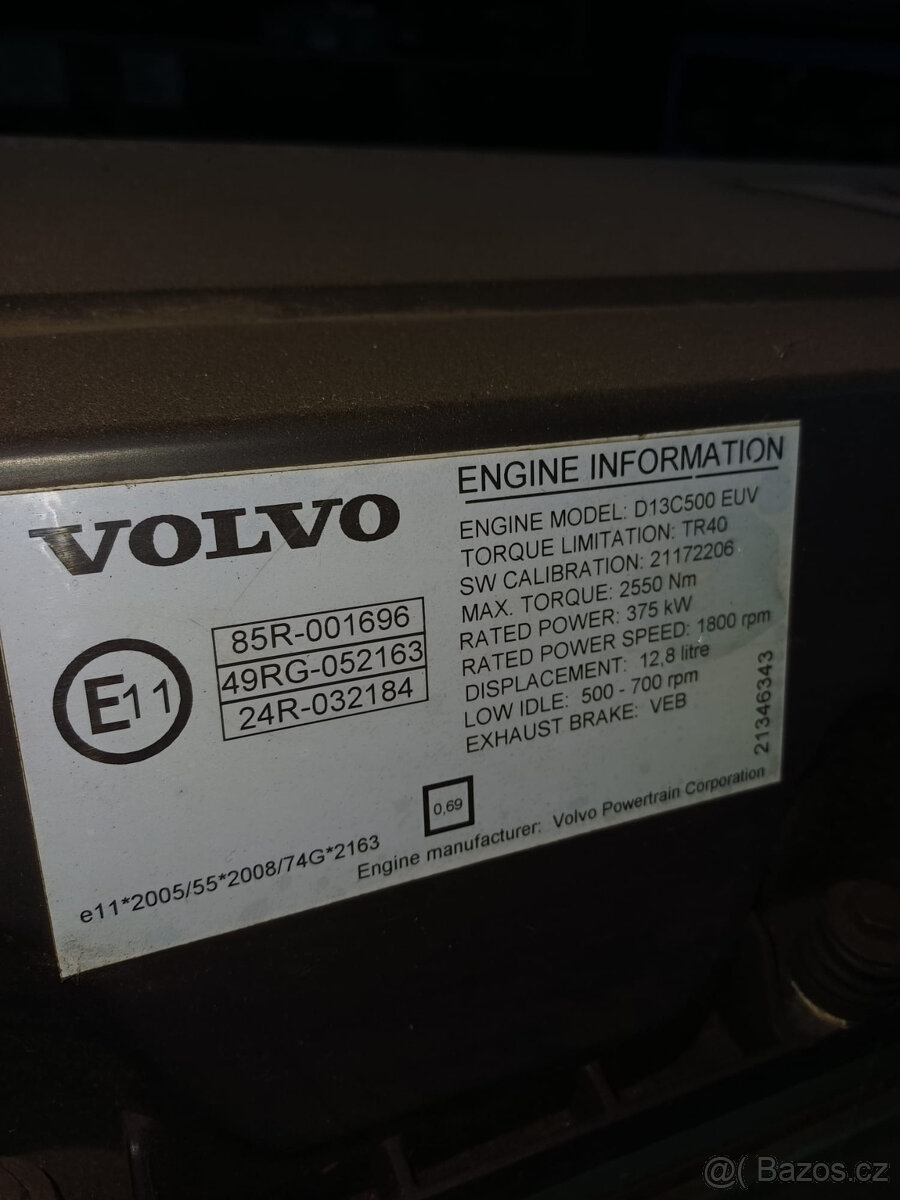 VOLVO
E11
85R-001696
49RG-052163
24R-032184
ENGINE INFORMATION
ENGINE MODEL: D13C500 EUV
TORQUE LIMITATION: TR40
SW CALIBRATION: 21172206
MAX. TORQUE: 2550 Nm
RATED POWER: 375 kW
RATED POWER SPEED: 1800 rpm
DISPLACEMENT: 12,8 litre
LOW IDLE: 500 - 700 rpm
EXHAUST BRAKE: VEB
21346343
0,69
e11*2005/55*2008/74G*2163
Engine manufacturer: Volvo Powertrain Corporation
@( Bazos.cz